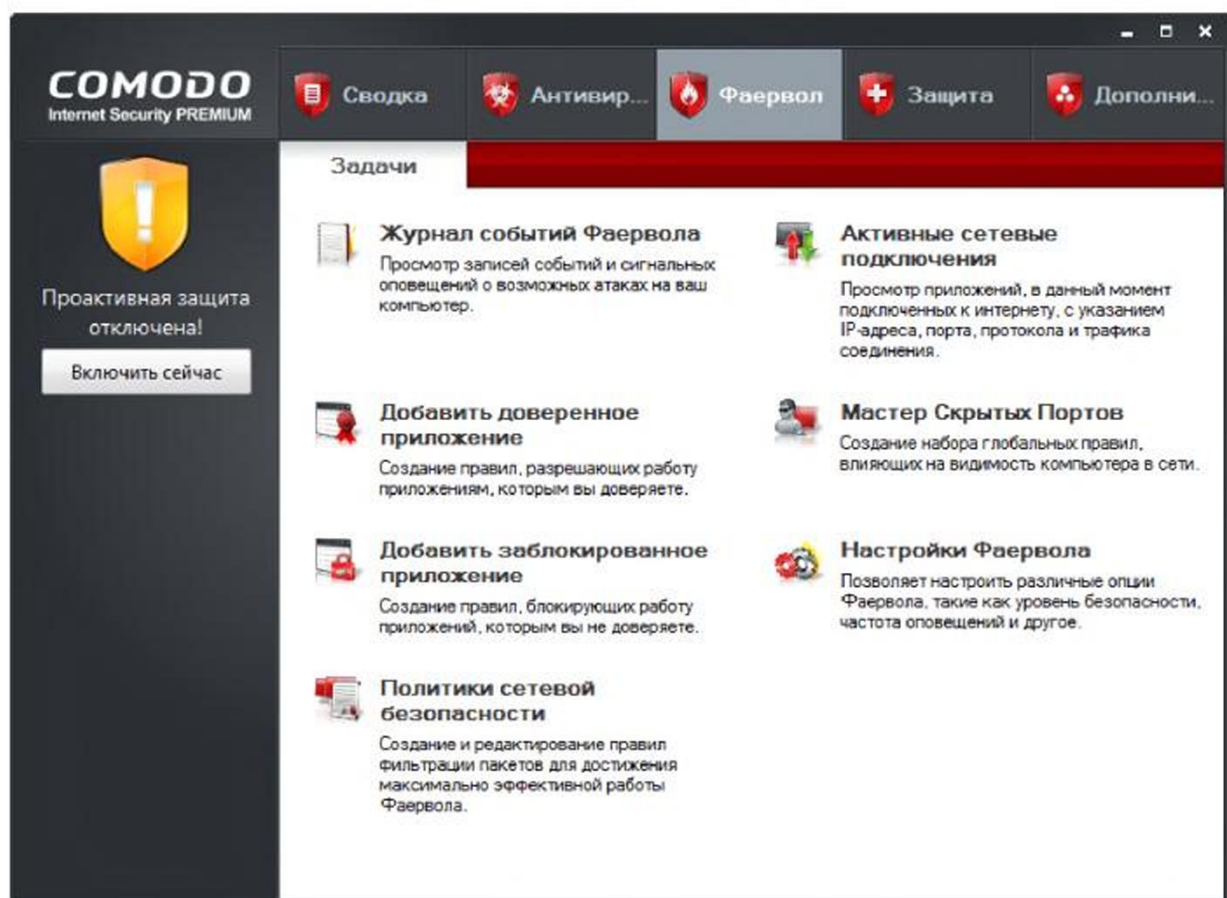 COMODO
Internet Security PREMIUM
Сводка
Антивир...
Фаервол
Защита
Дополни...
Проактивная защита
отключена!
Включить сейчас
Задачи
Журнал событий Фаервола
Просмотр записей событий и сигнальных
оповещений о возможных атаках на ваш
компьютер.
Активные сетевые
подключения
Просмотр приложений, в данный момент
подключенных к интернету, с указанием
IP-адреса, порта, протокола и трафика
соединения.
Добавить доверенное
приложение
Создание правил, разрешающих работу
приложениям, которым вы доверяете.
Мастер Скрытых Портов
Создание набора глобальных правил,
влияющих на видимость компьютера в сети.
Добавить заблокированное
приложение
Создание правил, блокирующих работу
приложений, которым вы не доверяете.
Настройки Фаервола
Позволяет настроить различные опции
Фаервола, такие как уровень безопасности,
частота оповещений и другое.
Политики сетевой
безопасности
Создание и редактирование правил
фильтрации пакетов для достижения
максимально эффективной работы
Фаервола.